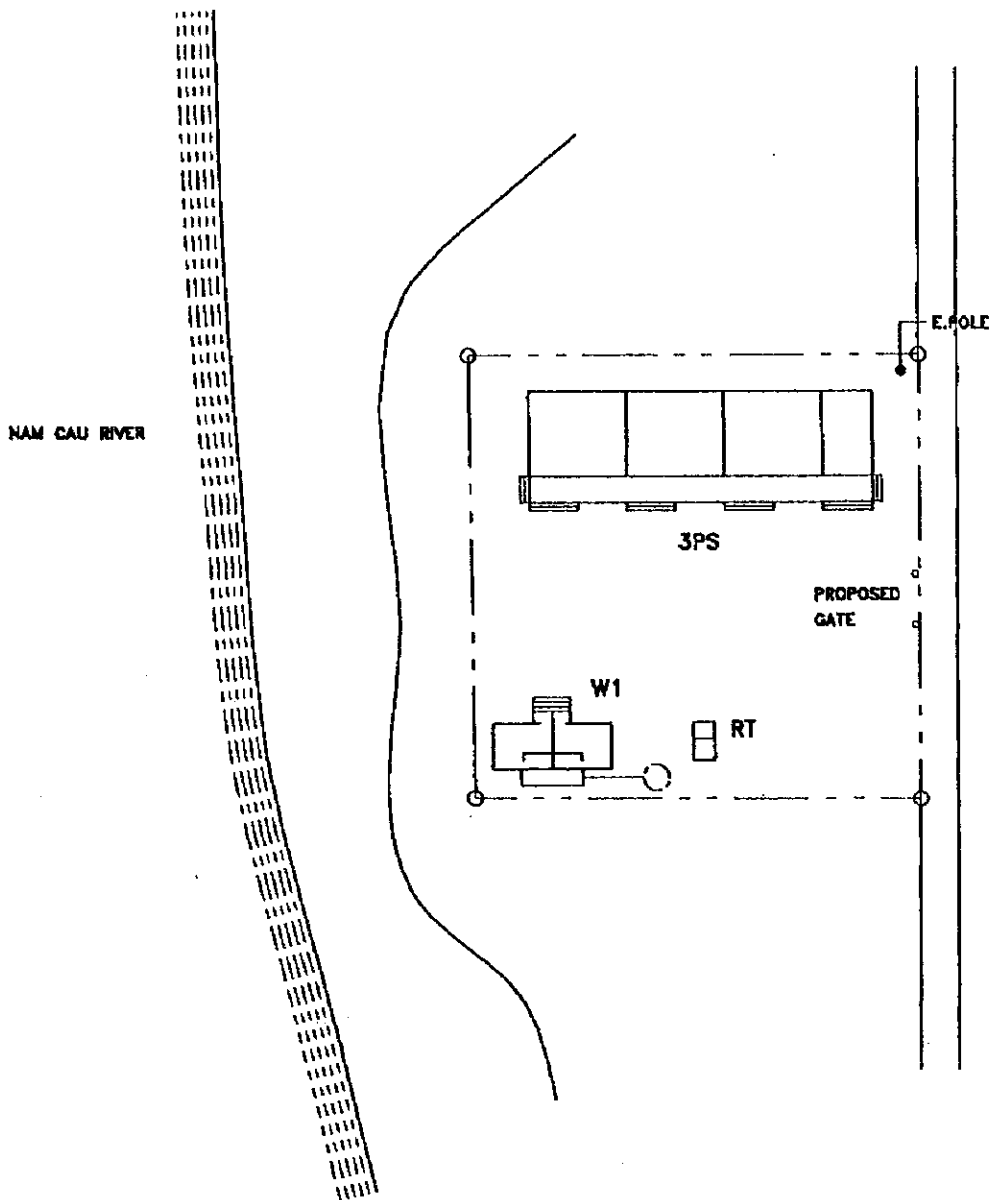 E.POLE
NAM CAU RIVER
3PS
PROPOSED
GATE
W1
RT